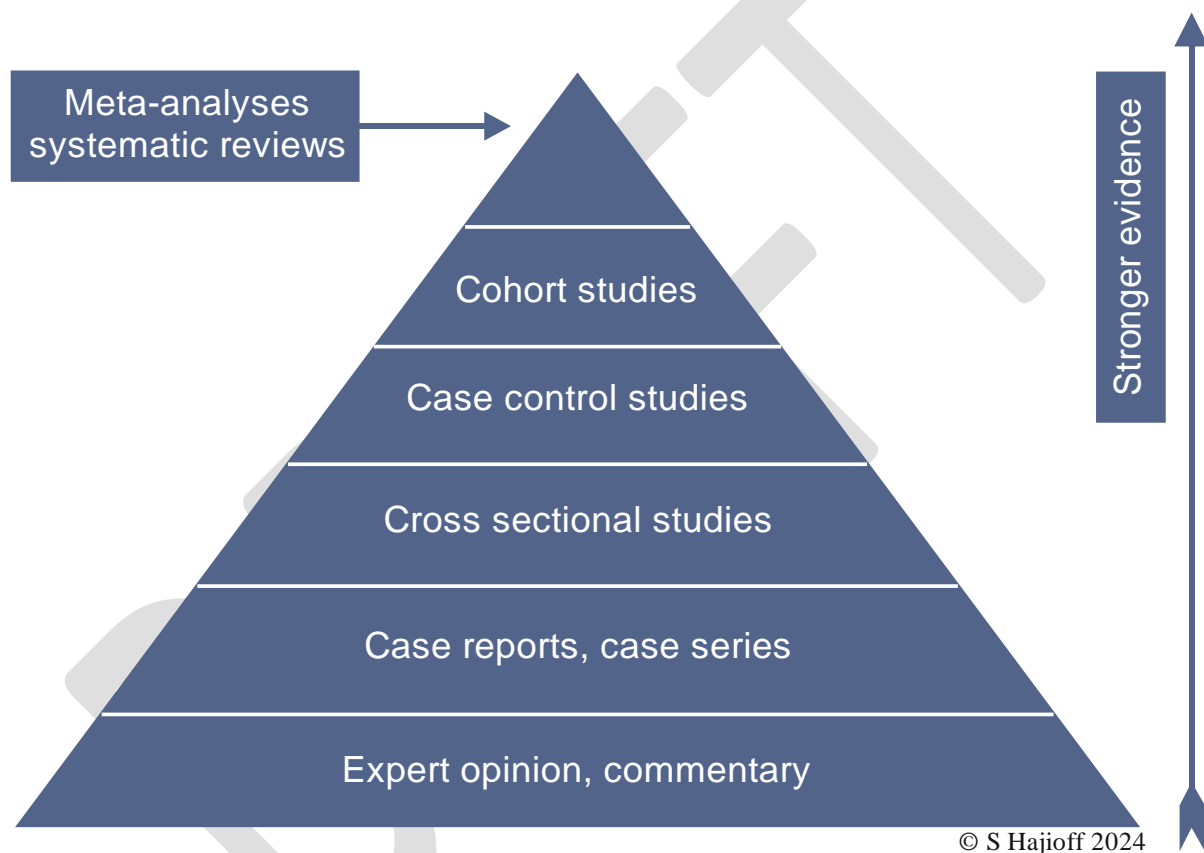 Meta-analyses
systematic reviews
Stronger evidence
Cohort studies
Case control studies
Cross sectional studies
Case reports, case series
Expert opinion, commentary
© S Hajioff 2024